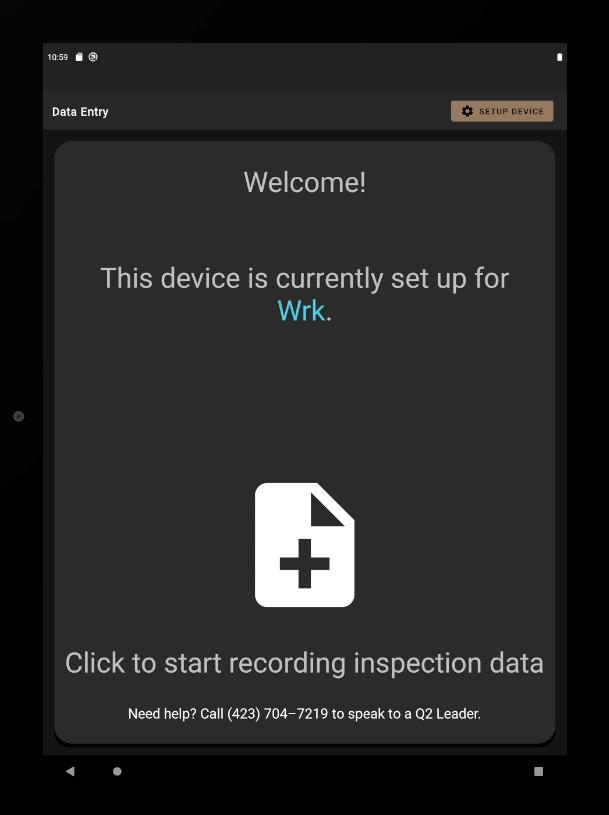 10:59
Data Entry
SETUP DEVICE
Welcome!
This device is currently set up for
Wrk.
Click to start recording inspection data
Need help? Call (423) 704–7219 to speak to a Q2 Leader.